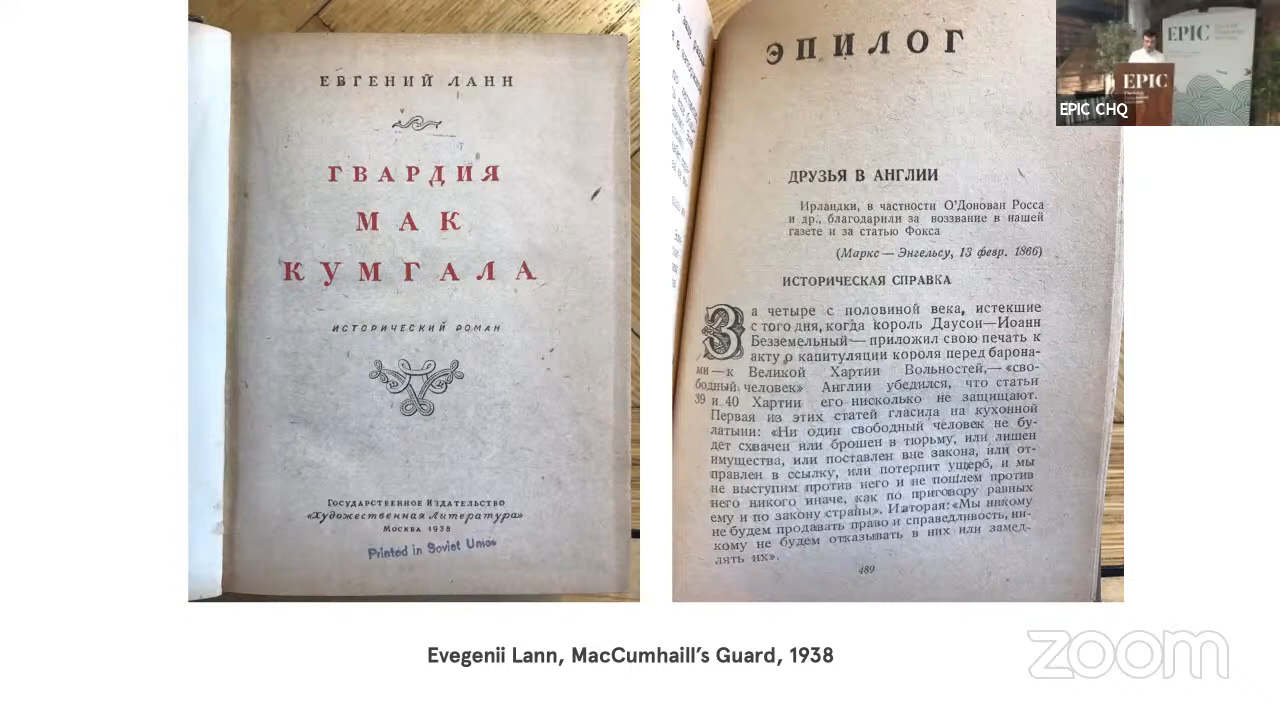 ЕВГЕНИЙ ЛАНН
ГВАРДИЯ
МАК
КУМГАЛА
ИСТОРИЧЕСКИЙ РОМАН
ГОСУДАРСТВЕННОЕ ИЗДАТЕЛЬСТВО
«Художественная Литература»
МОСКВА 1938
Printed in Soviet Union
ЭПИЛОГ
ДРУЗЬЯ В АНГЛИИ
Ирландки, в частности О'Донован Росса
и др., благодарили за воззвание в нашей
газете и за статью Фокса
(Маркс — Энгельсу, 13 февр. 1866)
ИСТОРИЧЕСКАЯ СПРАВКА
За четыре с половиной века, истекшие
с того дня, когда король Даусон—Иоанн
Безземельный— приложил свою печать к
акту о капитуляции короля перед барона-
ми—к Великой Хартии Вольностей,— «сво-
бодный человек» Англии убедился, что статьи
39 и 40 Хартии его нисколько не защищают.
Первая из этих статей гласила на кухонной
латыни: «Ни один свободный человек не бу-
дет схвачен или брошен в тюрьму, или лишен
имущества, или поставлен вне закона, или от-
правлен в ссылку, или потерпит ущерб, и мы
не выступим против него и не пошлем против
него никого иначе, как по приговору равных
ему и по закону страны». И вторая: «Мы никому
не будем продавать право и справедливость, ни-
кому не будем отказывать в них или замед-
лять их».
489
EPIC
EPIC
EPIC CHQ
Evegenii Lann, MacCumhaill's Guard, 1938
zoom